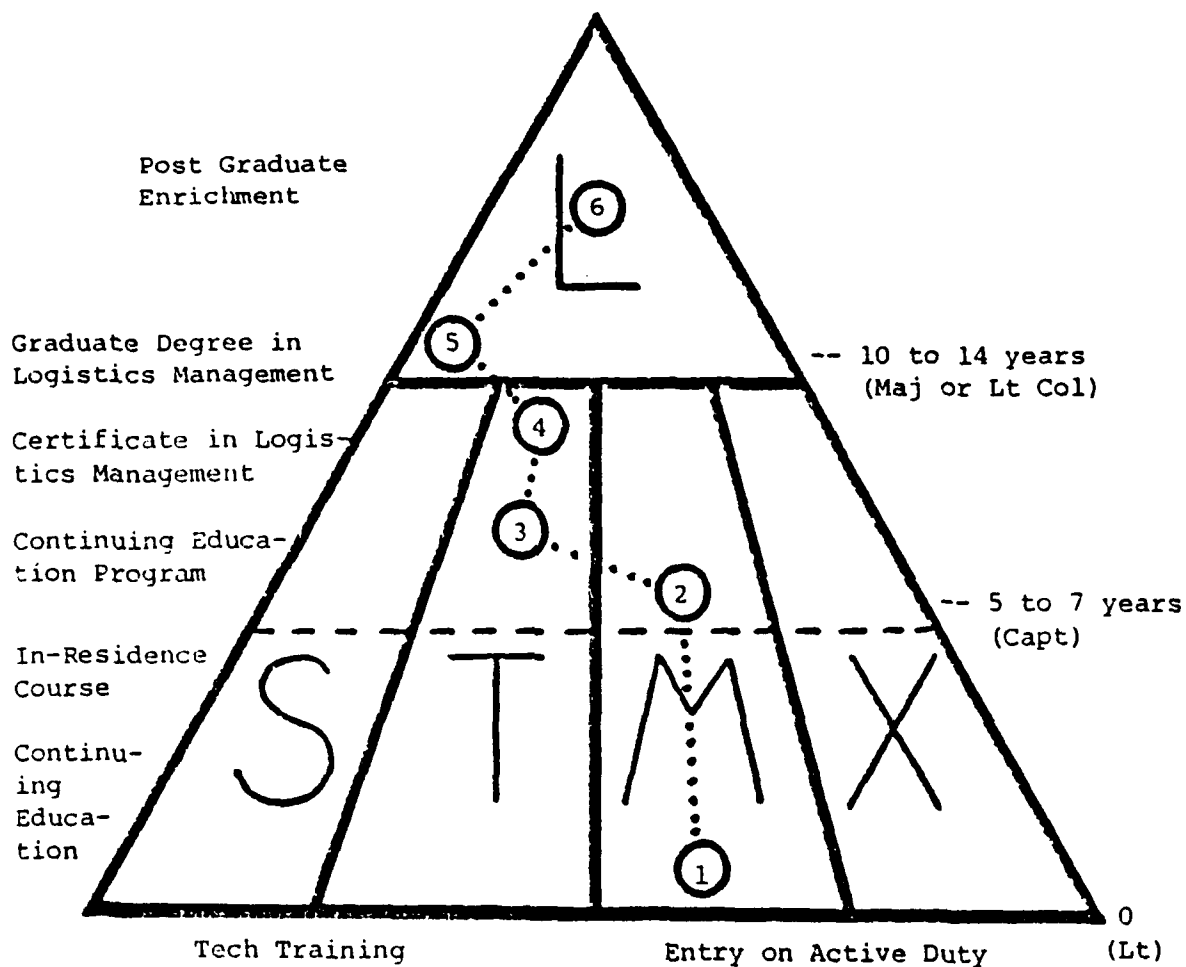 Post Graduate
Enrichment
L
6
5
Graduate Degree in
Logistics Management
-- 10 to 14 years
(Maj or Lt Col)
4
Certificate in Logis-
tics Management
3
Continuing Educa-
tion Program
2
-- 5 to 7 years
(Capt)
In-Residence
Course
S T M X
Continu-
ing
Educa-
tion
1
0
(Lt)
Tech Training
Entry on Active Duty